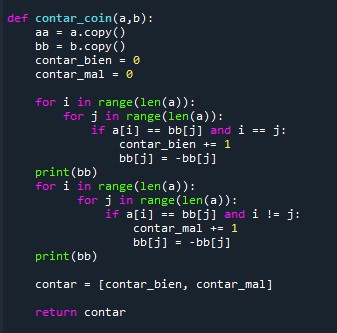 def contar_coin(a,b):
    aa = a.copy()
    bb = b.copy()
    contar_bien = 0
    contar_mal = 0

    for i in range(len(a)):
        for j in range(len(a)):
            if a[i] == bb[j] and i == j:
                contar_bien += 1
                bb[j] = -bb[j]
    print(bb)
    for i in range(len(a)):
          for j in range(len(a)):
              if a[i] == bb[j] and i != j:
                  contar_mal += 1
                  bb[j] = -bb[j]
    print(bb)

    contar = [contar_bien, contar_mal]

    return contar